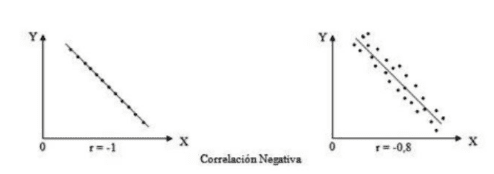 Y
Y
0
r = -1
X
0
r = -0,8
X
Correlación Negativa